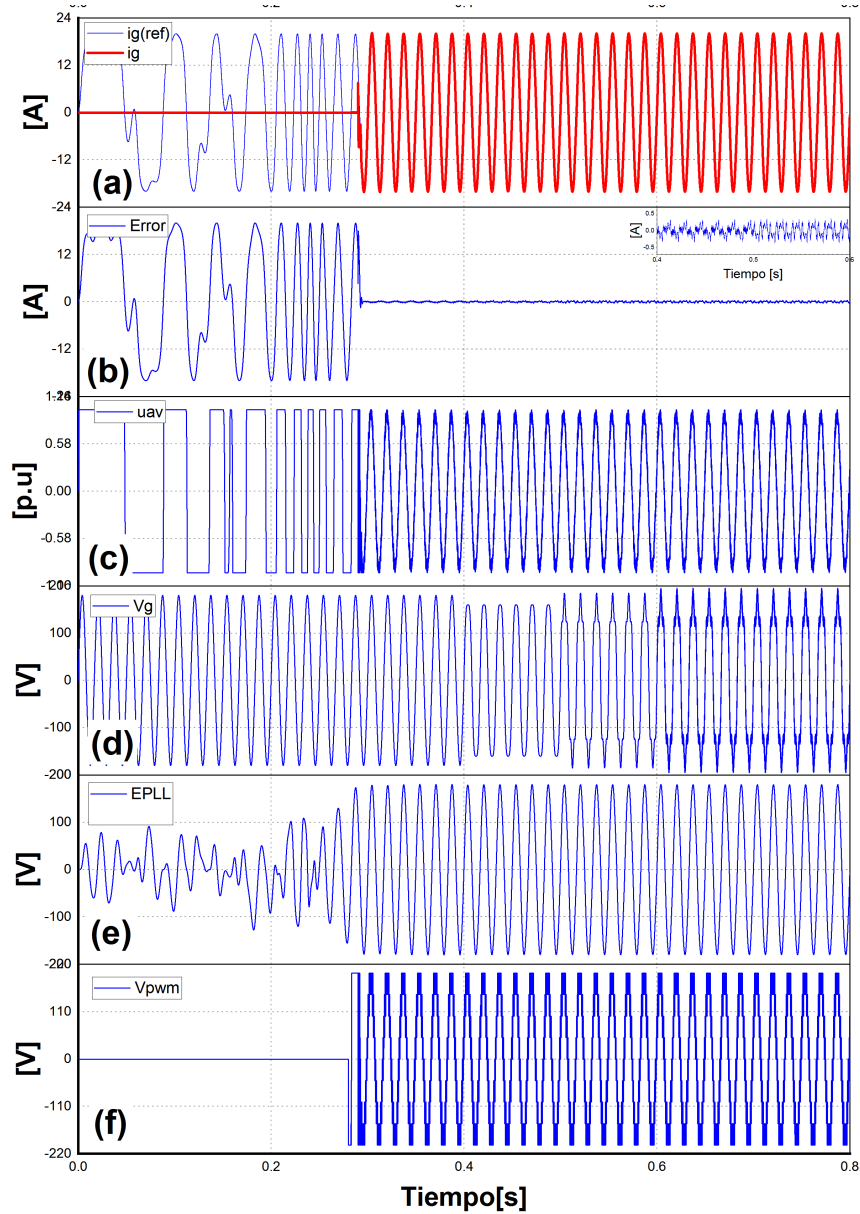 24
ig(ref)
ig
12
0
-12
[A]
(a)
-24
Error
12
0
-12
[A]
(b)
0.5
0.0
-0.5
[A]
0.4 0.5 0.6
Tiempo [s]
uav
0.58
0.00
-0.58
[p.u]
(c)
Vg
100
0
-100
[V]
(d)
-200
EPLL
100
0
-100
[V]
(e)
Vpwm
110
0
-110
[V]
(f)
-220
0.0 0.2 0.4 0.6 0.8
Tiempo[s]